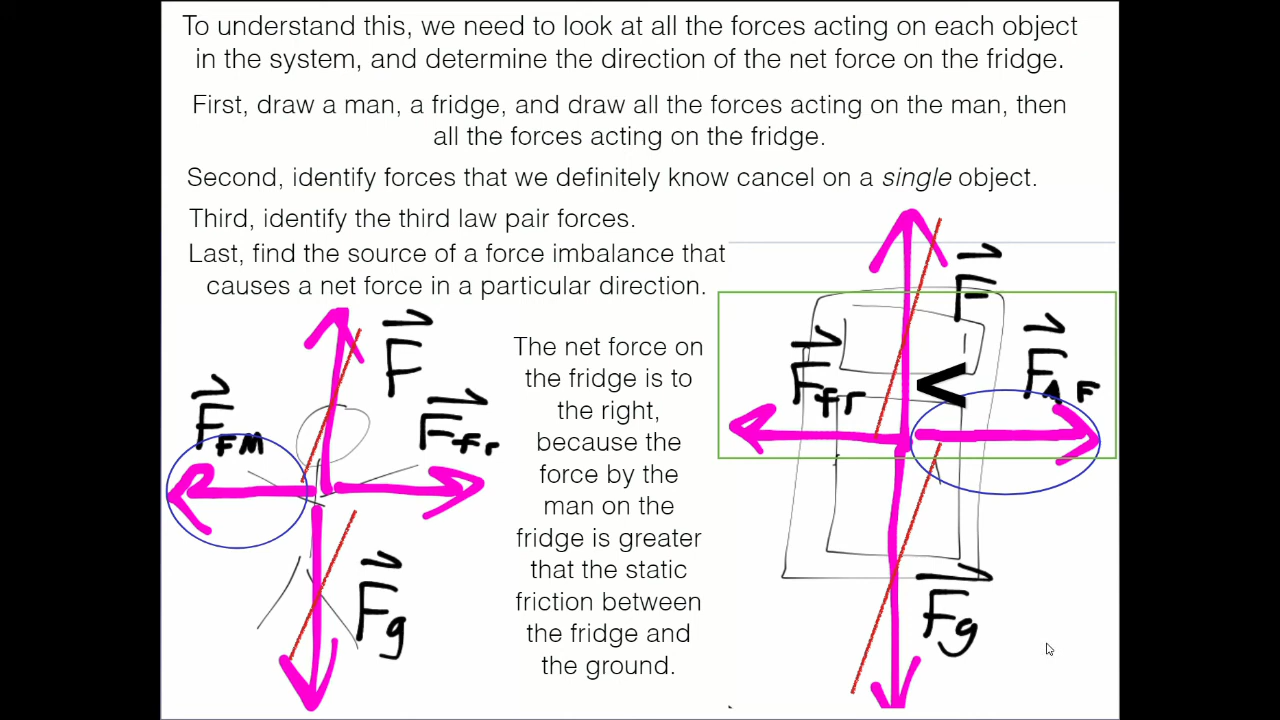 To understand this, we need to look at all the forces acting on each object
in the system, and determine the direction of the net force on the fridge.
First, draw a man, a fridge, and draw all the forces acting on the man, then
all the forces acting on the fridge.
Second, identify forces that we definitely know cancel on a single object.
Third, identify the third law pair forces.
Last, find the source of a force imbalance that
causes a net force in a particular direction.
The net force on
the fridge is to
the right,
because the
force by the
man on the
fridge is greater
that the static
friction between
the fridge and
the ground.
F
F FM
F fr
Fg
F
F fr
<
Fg